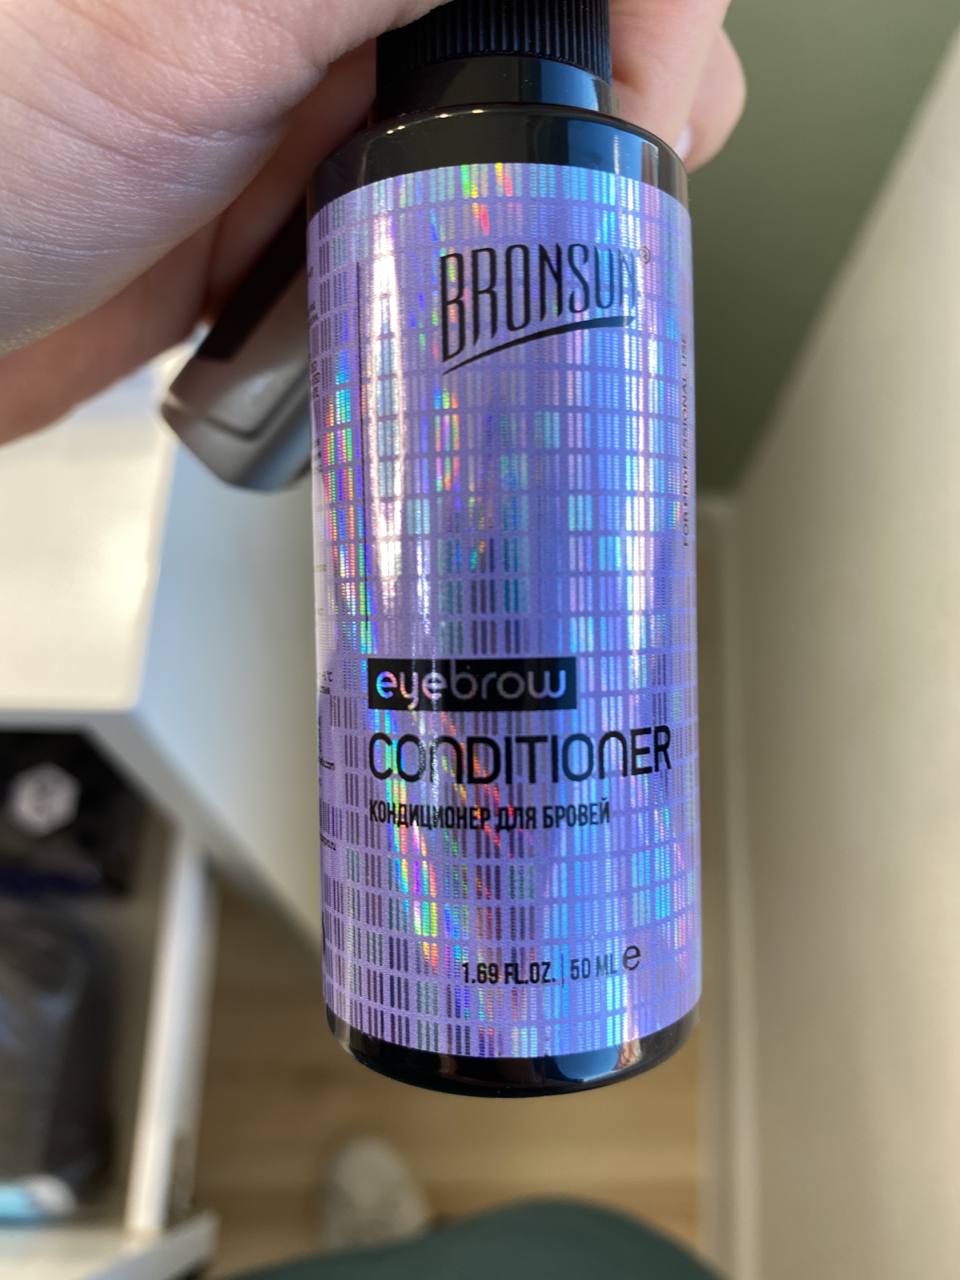 BRONSUN®
FOR PROFESSIONAL USE
eyebrow
CONDITIONER
КОНДИЦИОНЕР ДЛЯ БРОВЕЙ
1.69 FL.OZ. | 50 ML e